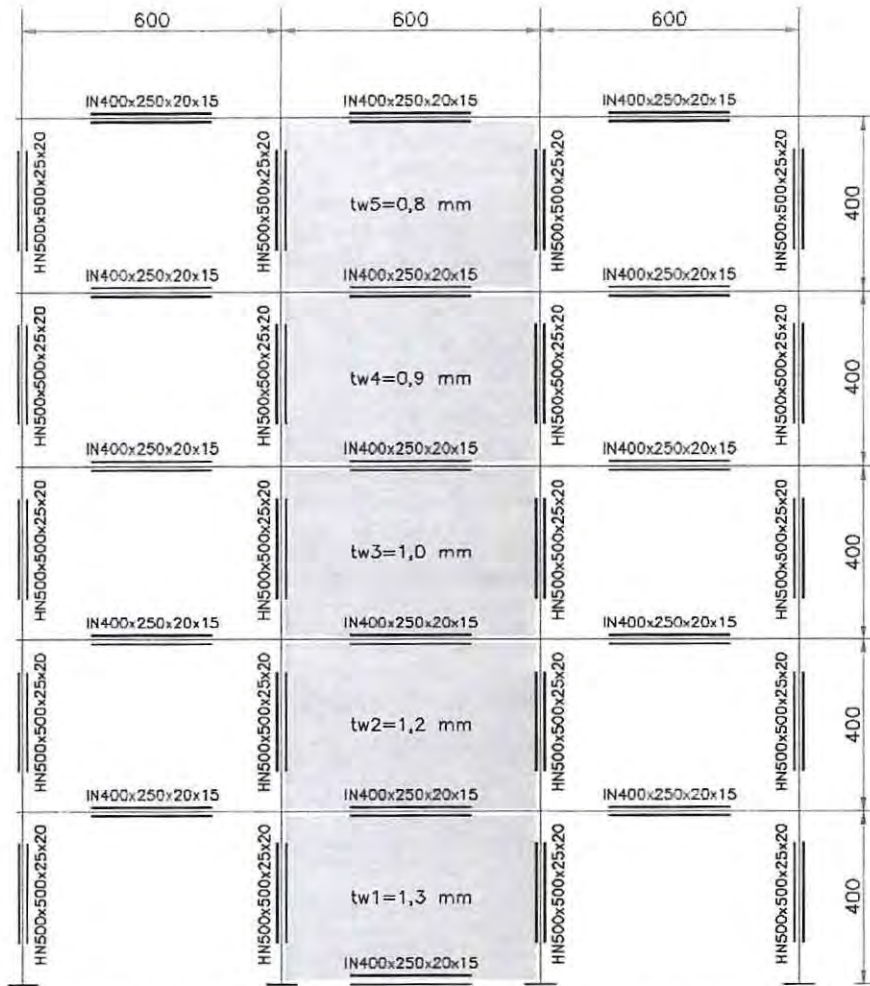 600 600 600
IN400x250x20x15 IN400x250x20x15 IN400x250x20x15
HN500x500x25x20 HN500x500x25x20 tw5=0,8 mm HN500x500x25x20 HN500x500x25x20 400
IN400x250x20x15 IN400x250x20x15 IN400x250x20x15
HN500x500x25x20 HN500x500x25x20 tw4=0,9 mm HN500x500x25x20 HN500x500x25x20 400
IN400x250x20x15 IN400x250x20x15 IN400x250x20x15
HN500x500x25x20 HN500x500x25x20 tw3=1,0 mm HN500x500x25x20 HN500x500x25x20 400
IN400x250x20x15 IN400x250x20x15 IN400x250x20x15
HN500x500x25x20 HN500x500x25x20 tw2=1,2 mm HN500x500x25x20 HN500x500x25x20 400
IN400x250x20x15 IN400x250x20x15 IN400x250x20x15
HN500x500x25x20 HN500x500x25x20 tw1=1,3 mm HN500x500x25x20 HN500x500x25x20 400
IN400x250x20x15